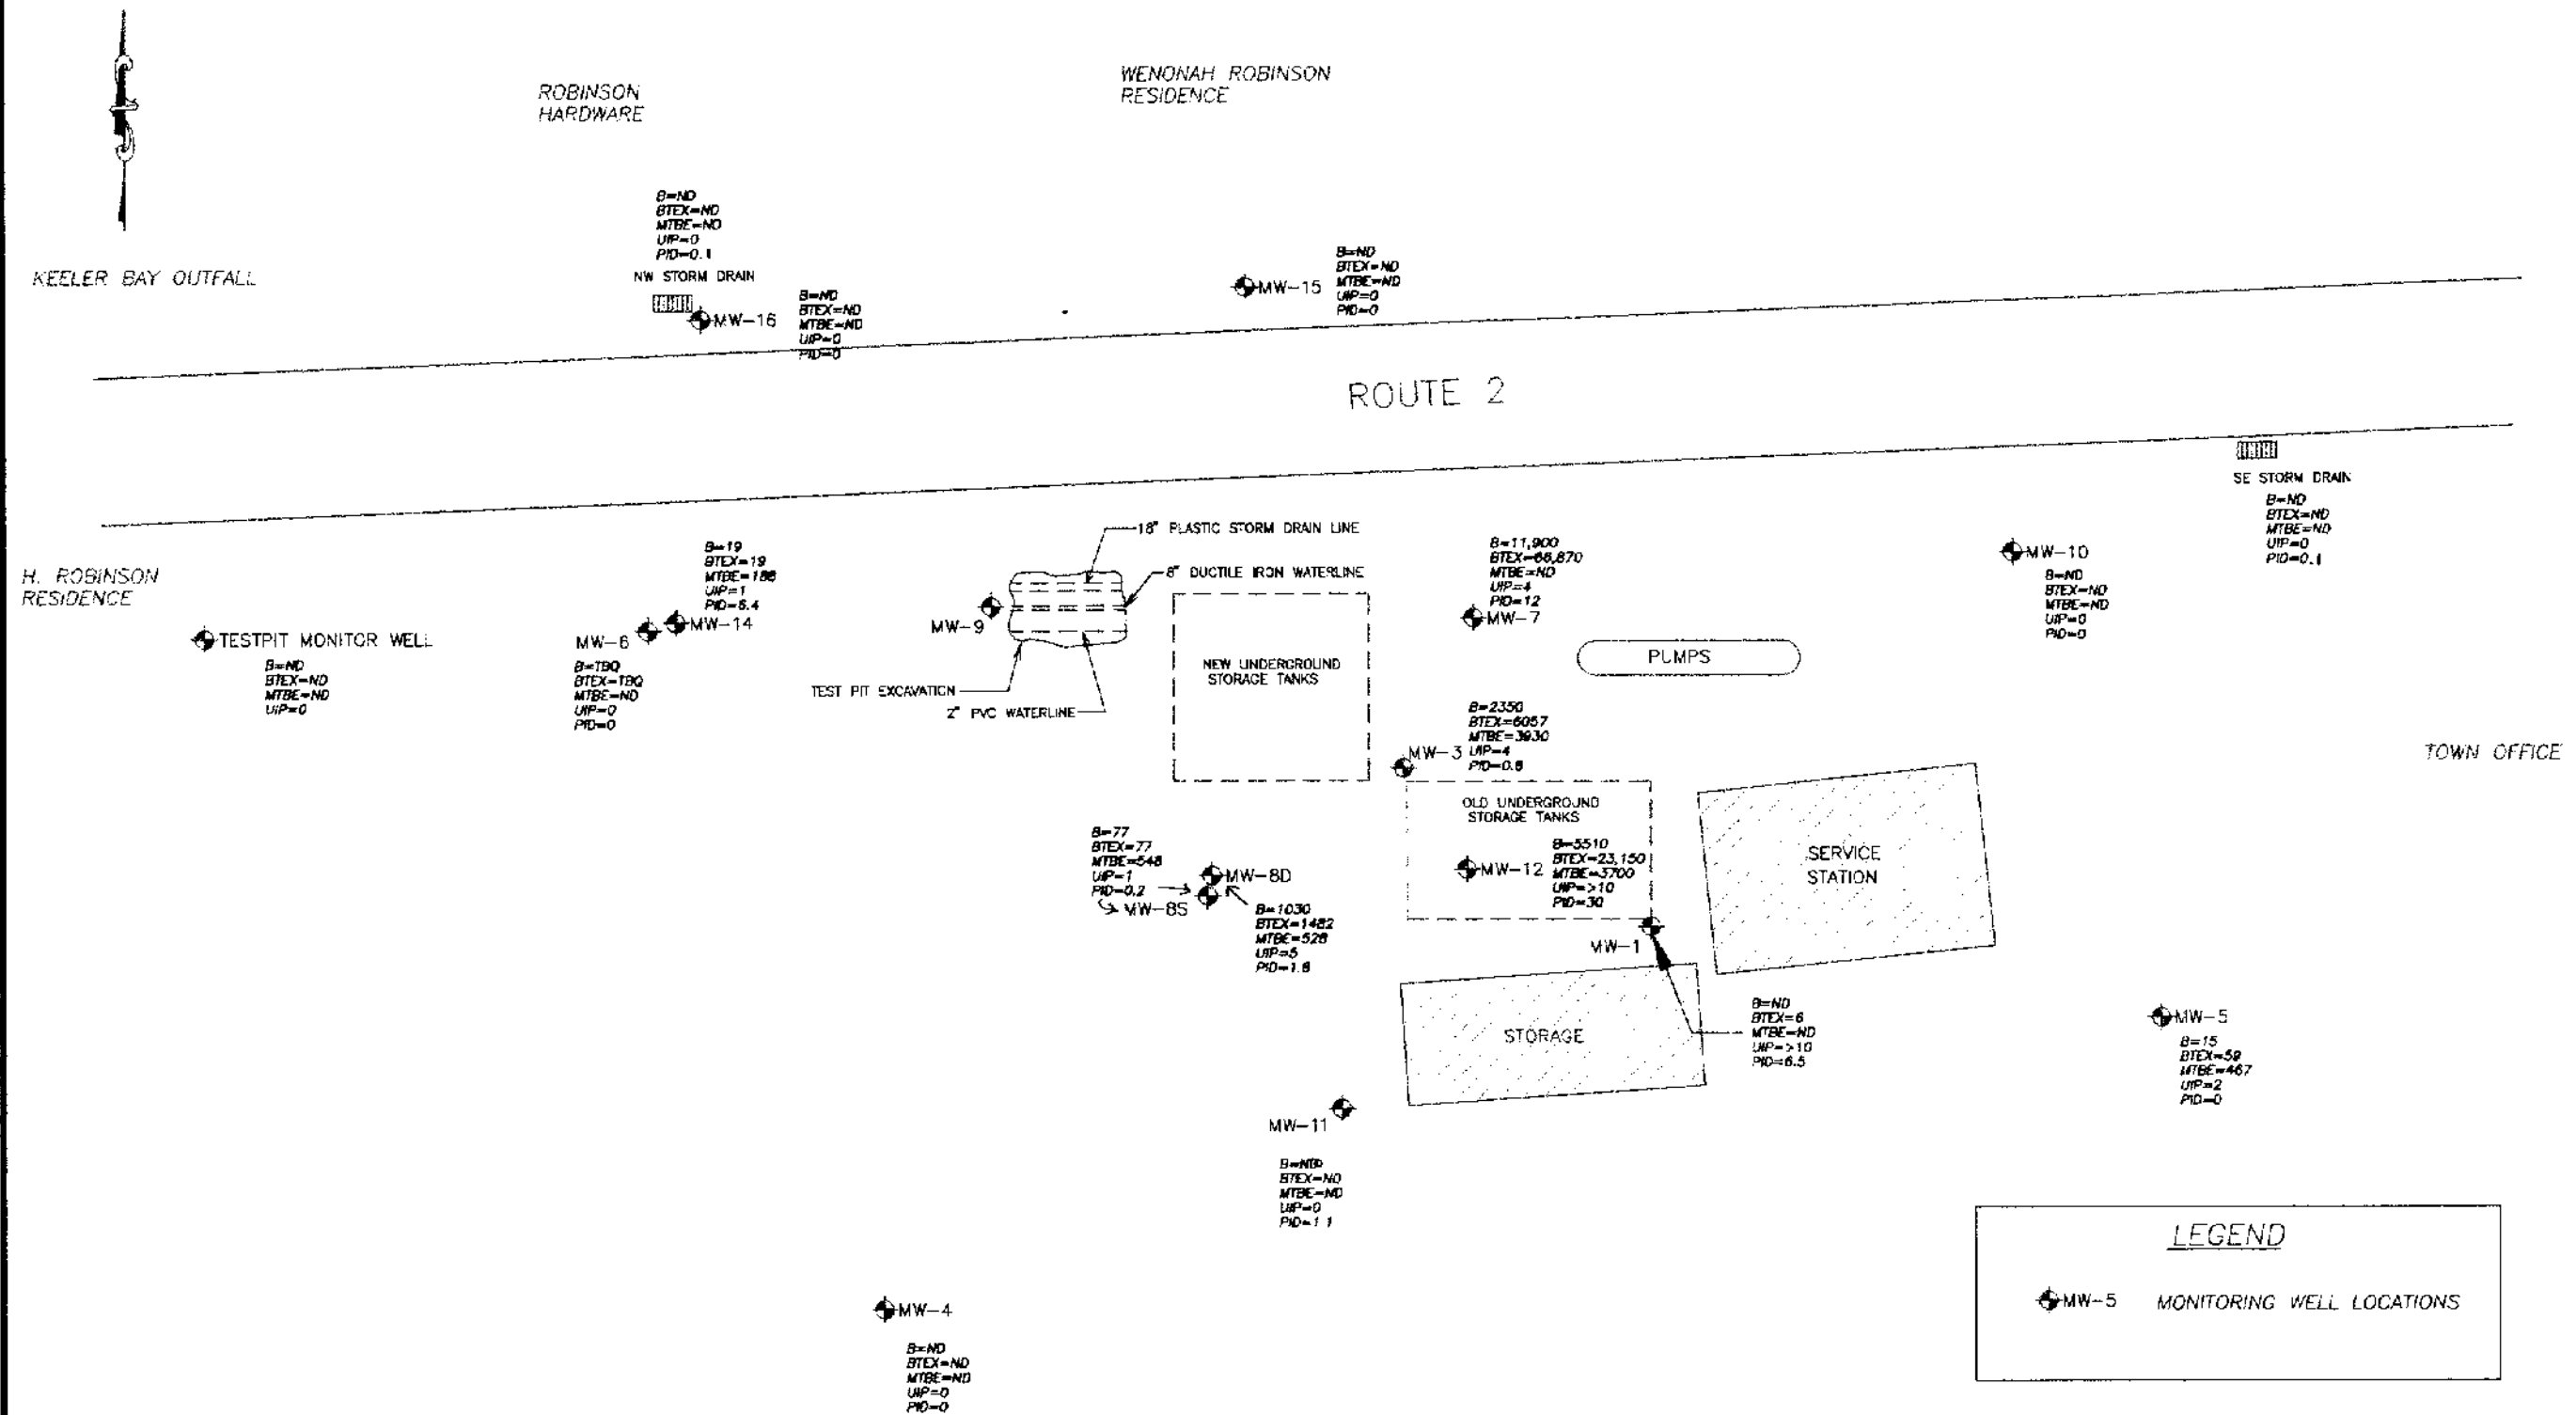 WENONAH ROBINSON
RESIDENCE
ROBINSON
HARDWARE
B=ND
BTEX=ND
MTBE=ND
UIP=0
PID=0.1
NW STORM DRAIN
KEELER BAY OUTFALL
MW-16
B=ND
BTEX=ND
MTBE=ND
UIP=0
PID=0
MW-15
B=ND
BTEX=ND
MTBE=ND
UIP=0
PID=0
ROUTE 2
SE STORM DRAIN
B=ND
BTEX=ND
MTBE=ND
UIP=0
PID=0.1
H. ROBINSON
RESIDENCE
TESTPIT MONITOR WELL
B=ND
BTEX=ND
MTBE=ND
UIP=0
B=19
BTEX=19
MTBE=188
UIP=1
PID=6.4
MW-14
MW-6
B=TBQ
BTEX=TBQ
MTBE=ND
UIP=0
PID=0
MW-9
18" PLASTIC STORM DRAIN LINE
8" DUCTILE IRON WATERLINE
TEST PIT EXCAVATION
2" PVC WATERLINE
NEW UNDERGROUND
STORAGE TANKS
B=11,900
BTEX=66,870
MTBE=ND
UIP=4
PID=12
MW-7
PUMPS
MW-10
B=ND
BTEX=ND
MTBE=ND
UIP=0
PID=0
B=2350
BTEX=6057
MTBE=3930
MW-3 UIP=4
PID=0.8
TOWN OFFICE
OLD UNDERGROUND
STORAGE TANKS
MW-12
B=5510
BTEX=23,150
MTBE=3700
UIP=>10
PID=30
SERVICE
STATION
B=77
BTEX=77
MTBE=548
UIP=1
PID=0.2
MW-8S
MW-8D
B=1030
BTEX=1482
MTBE=528
UIP=5
PID=1.8
MW-1
B=ND
BTEX=6
MTBE=ND
UIP=>10
PID=6.5
STORAGE
MW-5
B=15
BTEX=59
MTBE=467
UIP=2
PID=0
MW-11
BTEX=ND
MTBE=ND
UIP=0
PID=1.1
MW-4
B=ND
BTEX=ND
MTBE=ND
UIP=0
PID=0
LEGEND
MW-5 MONITORING WELL LOCATIONS